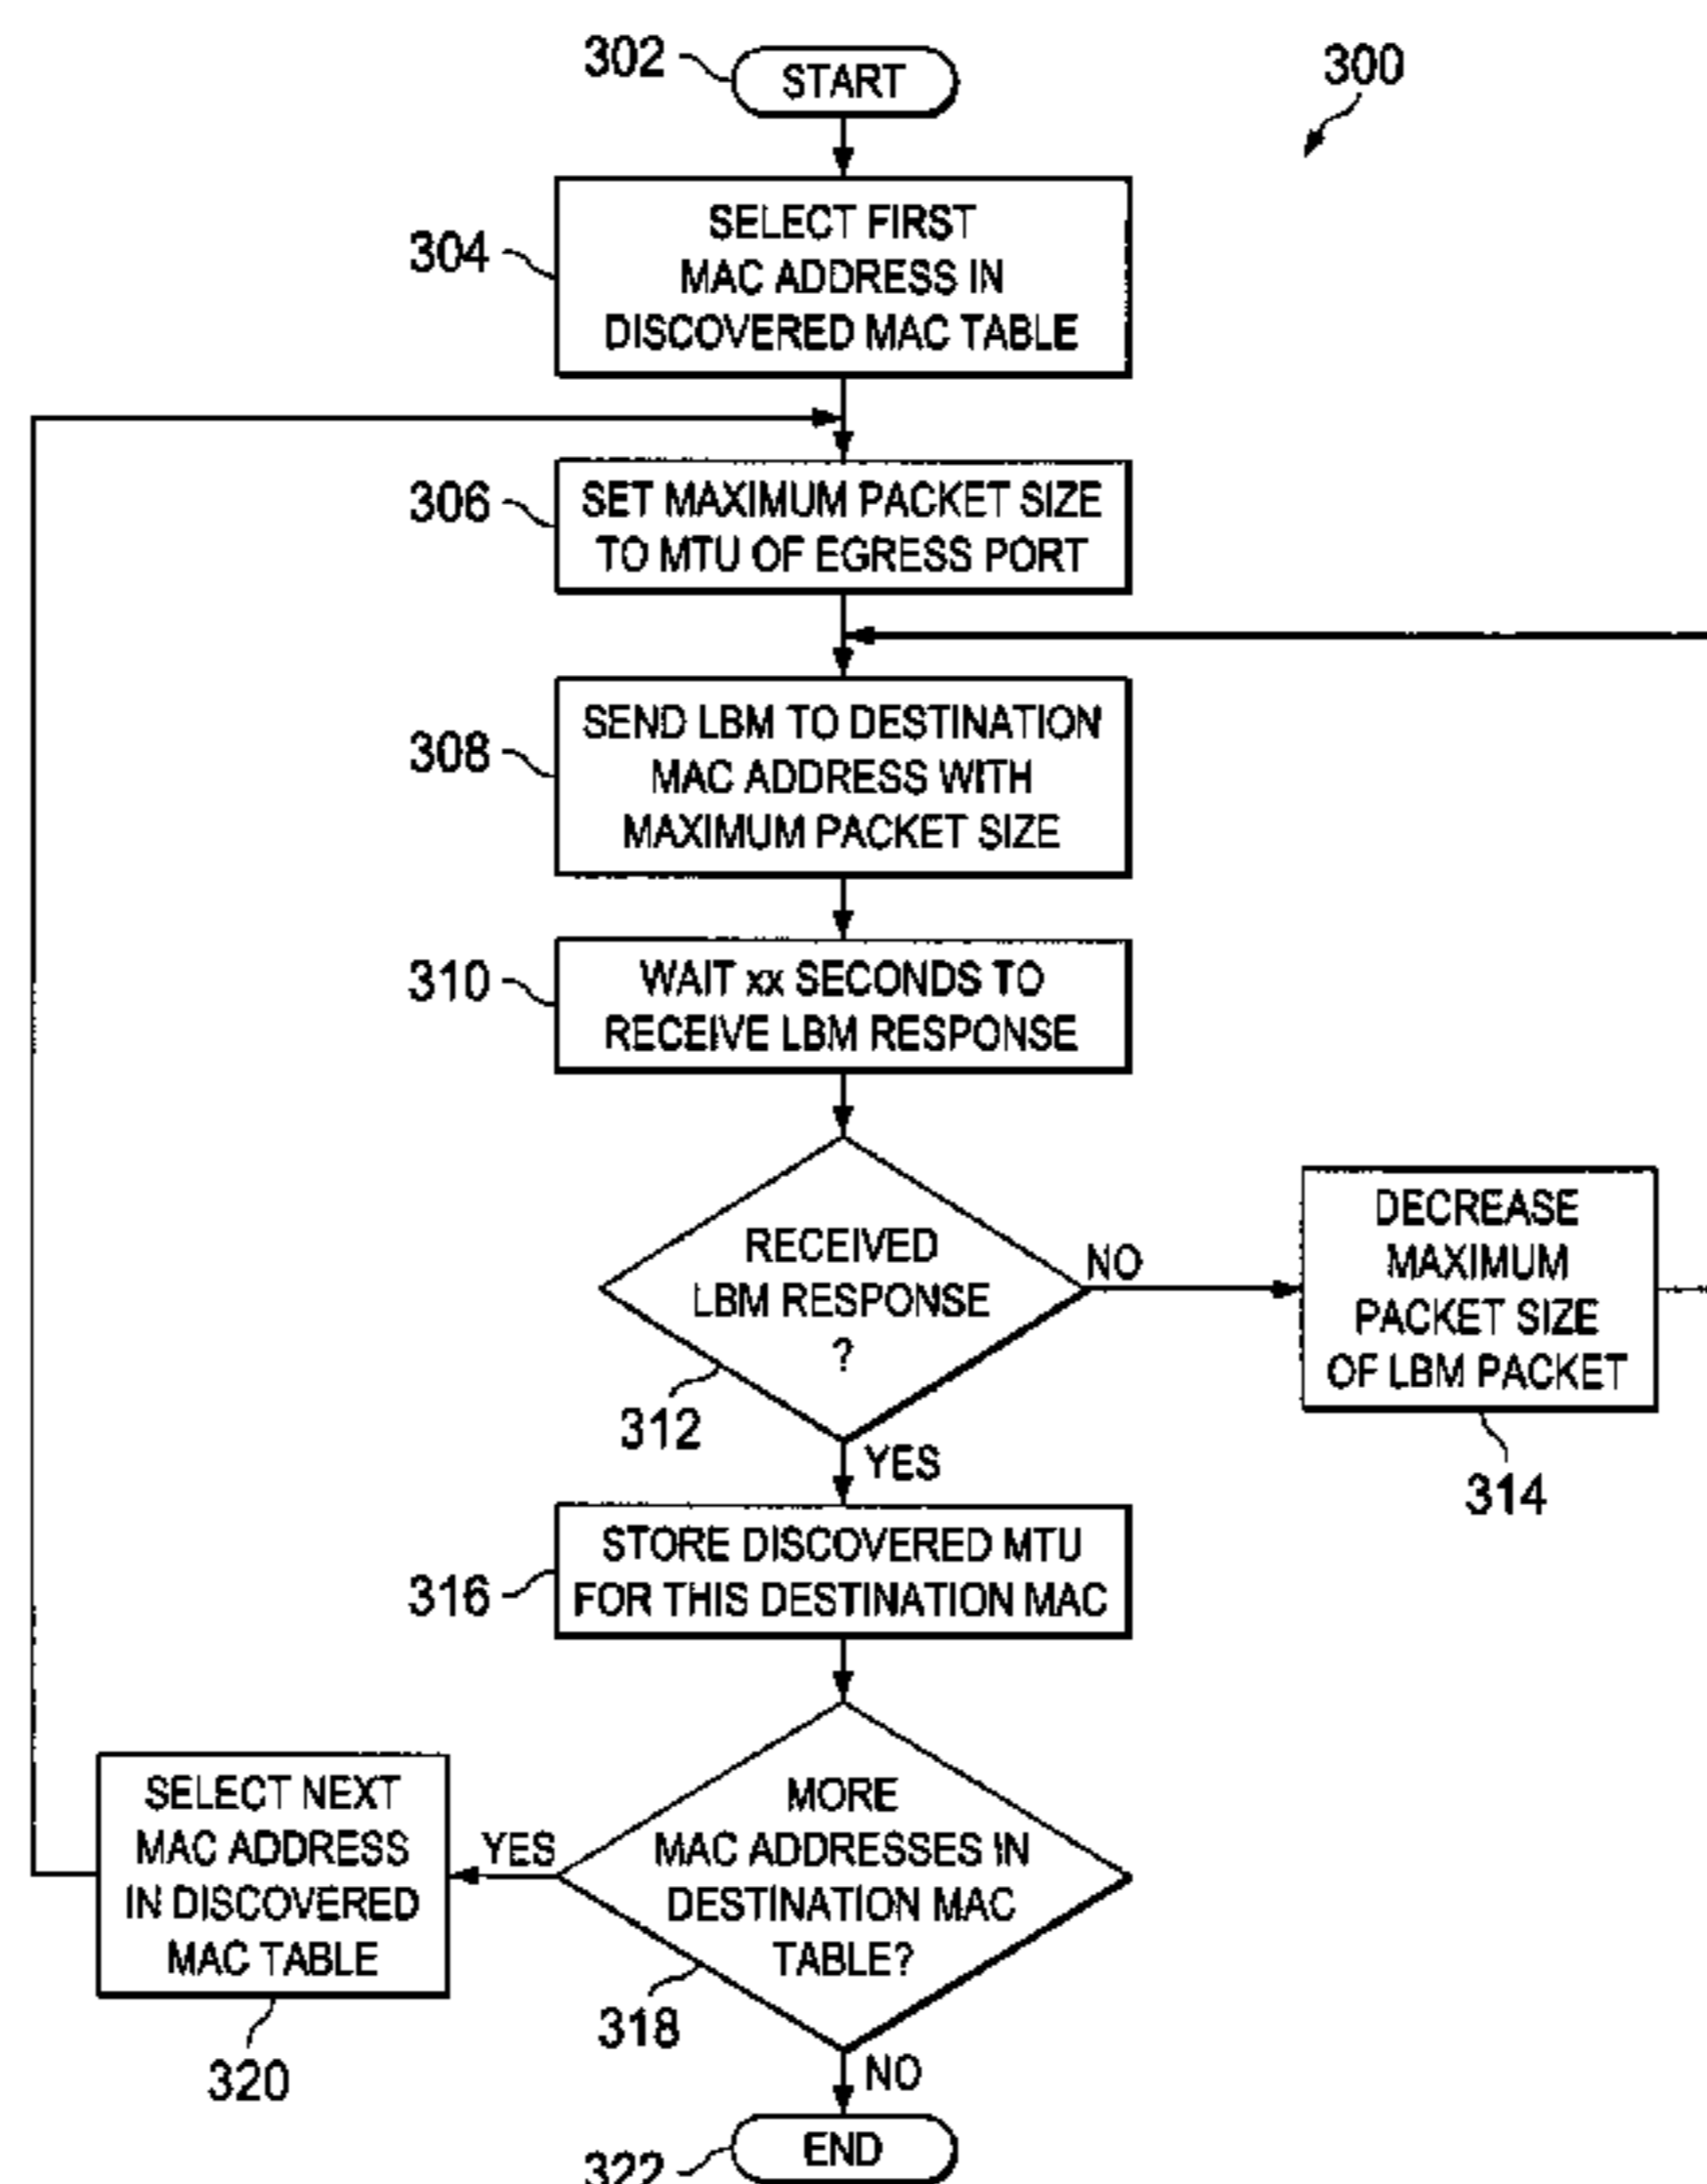 302
START
300
304
SELECT FIRST
MAC ADDRESS IN
DISCOVERED MAC TABLE
306
SET MAXIMUM PACKET SIZE
TO MTU OF EGRESS PORT
308
SEND LBM TO DESTINATION
MAC ADDRESS WITH
MAXIMUM PACKET SIZE
310
WAIT xx SECONDS TO
RECEIVE LBM RESPONSE
RECEIVED
LBM RESPONSE
?
312
NO
DECREASE
MAXIMUM
PACKET SIZE
OF LBM PACKET
314
YES
316
STORE DISCOVERED MTU
FOR THIS DESTINATION MAC
MORE
MAC ADDRESSES IN
DESTINATION MAC
TABLE?
318
YES
SELECT NEXT
MAC ADDRESS
IN DISCOVERED
MAC TABLE
320
NO
322
END